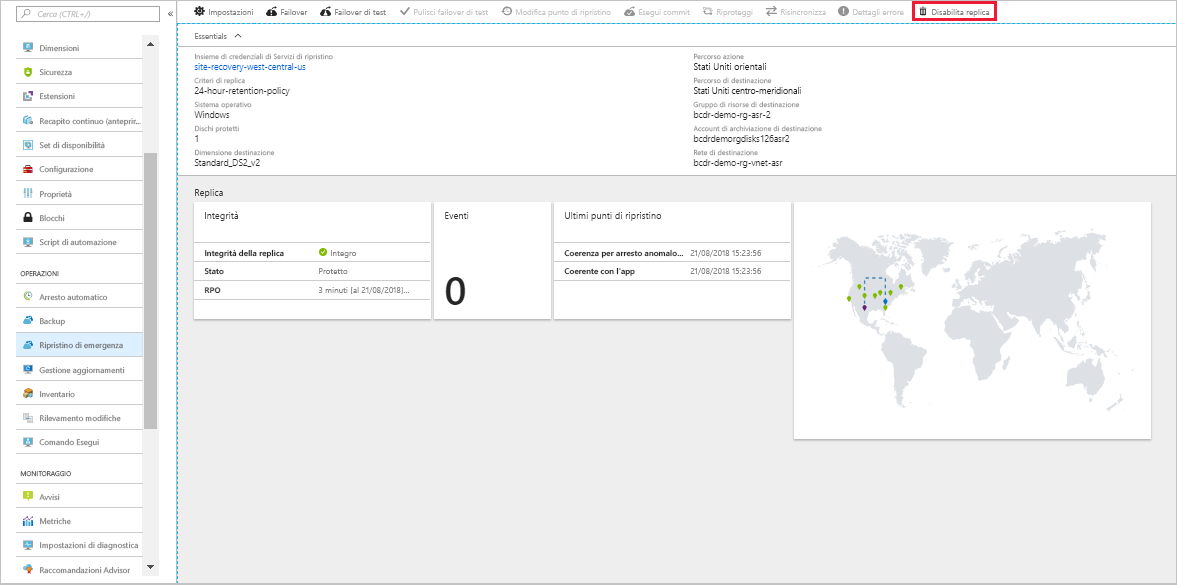 Cerca (CTRL+/)
«
Dimensioni
Sicurezza
Estensioni
Recapito continuo (anteprir...
Set di disponibilità
Configurazione
Proprietà
Blocchi
Script di automazione
OPERAZIONI
Arresto automatico
Backup
Ripristino di emergenza
Gestione aggiornamenti
Inventario
Rilevamento modifiche
Comando Esegui
MONITORAGGIO
Avvisi
Metriche
Impostazioni di diagnostica
Raccomandazioni Advisor
Impostazioni Failover Failover di test Pulisci failover di test Modifica punto di ripristino Esegui commit Riproteggi Risincronizza Dettagli errore Disabilita replica
Essentials
Insieme di credenziali di Servizi di ripristino
site-recovery-west-central-us
Criteri di replica
24-hour-retention-policy
Sistema operativo
Windows
Dischi protetti
1
Dimensione destinazione
Standard_DS2_v2
Percorso azione
Stati Uniti orientali
Percorso di destinazione
Stati Uniti centro-meridionali
Gruppo di risorse di destinazione
bcdr-demo-rg-asr-2
Account di archiviazione di destinazione
bcdrdemorgdisks126asr2
Rete di destinazione
bcdr-demo-rg-vnet-asr
Replica
Integrità
Integrità della replica Integro
Stato Protetto
RPO 3 minuti [al 21/08/2018]...
Eventi
0
Ultimi punti di ripristino
Coerenza per arresto anomalo... 21/08/2018 15:23:56
Coerente con l'app 21/08/2018 15:23:56